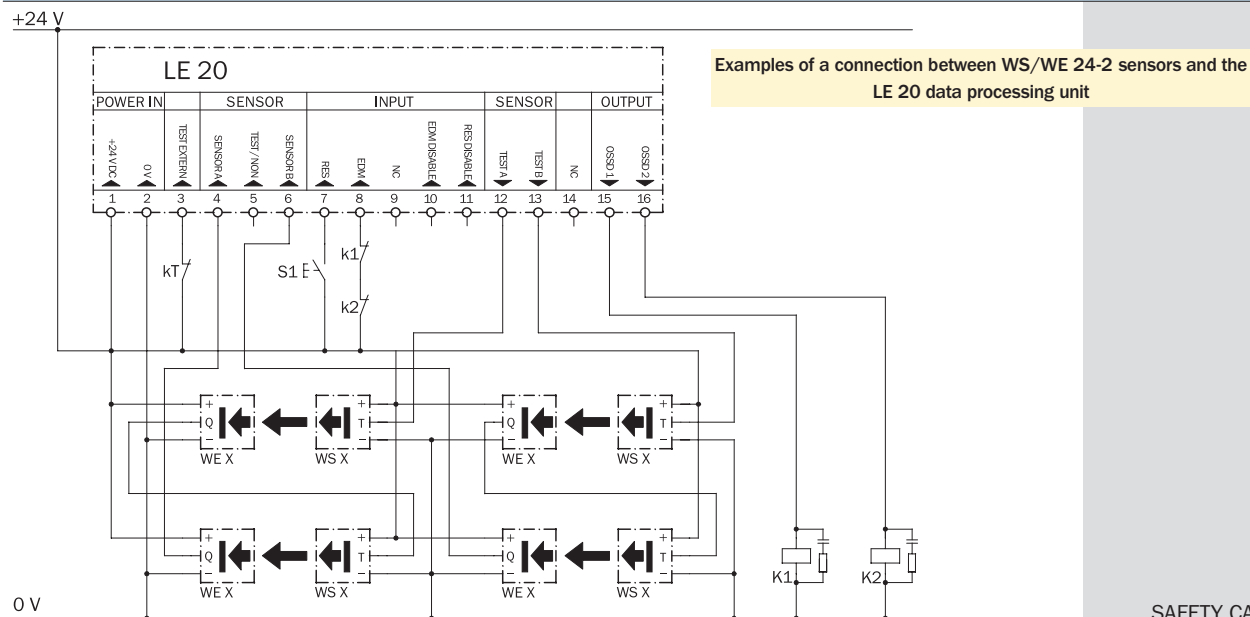 +24 V
LE 20
Examples of a connection between WS/WE 24-2 sensors and the
LE 20 data processing unit
POWER IN SENSOR INPUT SENSOR OUTPUT
+24 V DC 0 V TEST EXTERN SENSOR A TEST / NON SENSOR B RES EDM NC EDM DISABLE RES DISABLE TEST A TEST B NC OSSD 1 OSSD 2
1 2 3 4 5 6 7 8 9 10 11 12 13 14 15 16
kT S1 k1
k2
+ + + +
Q T Q T
– – – –
WE X WS X WE X WS X
+ + + +
Q T Q T
– – – –
WE X WS X WE X WS X
K1 K2
0 V
SAFETY CA